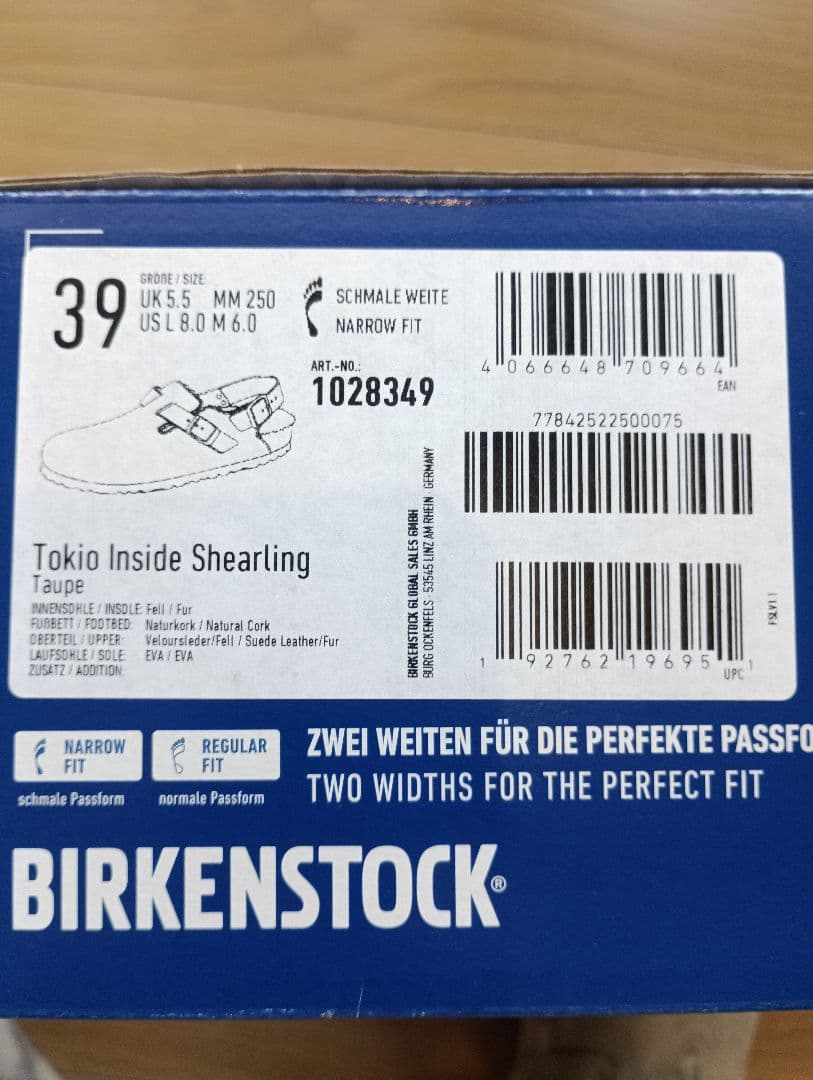 39
GRÖßE / SIZE:
UK 5.5 MM 250
US L 8.0 M 6.0
SCHMALE WEITE
NARROW FIT
ART.-NO.:
1028349
4 066648 709664
EAN
77842522500075
1 92762 19695 1
UPC
FSLV1.1
BIRKENSTOCK GLOBAL SALES GMBH
BURG OCKENFELS · 53545 LINZ AM RHEIN · GERMANY
Tokio Inside Shearling
Taupe
INNENSOHLE / INSOLE: Fell / Fur
FUßBETT / FOOTBED: Naturkork / Natural Cork
OBERTEIL / UPPER: Veloursleder/Fell / Suede Leather/Fur
LAUFSOHLE / SOLE: EVA / EVA
ZUSATZ / ADDITION:
NARROW
FIT
schmale Passform
REGULAR
FIT
normale Passform
ZWEI WEITEN FÜR DIE PERFEKTE PASSFO
TWO WIDTHS FOR THE PERFECT FIT
BIRKENSTOCK®